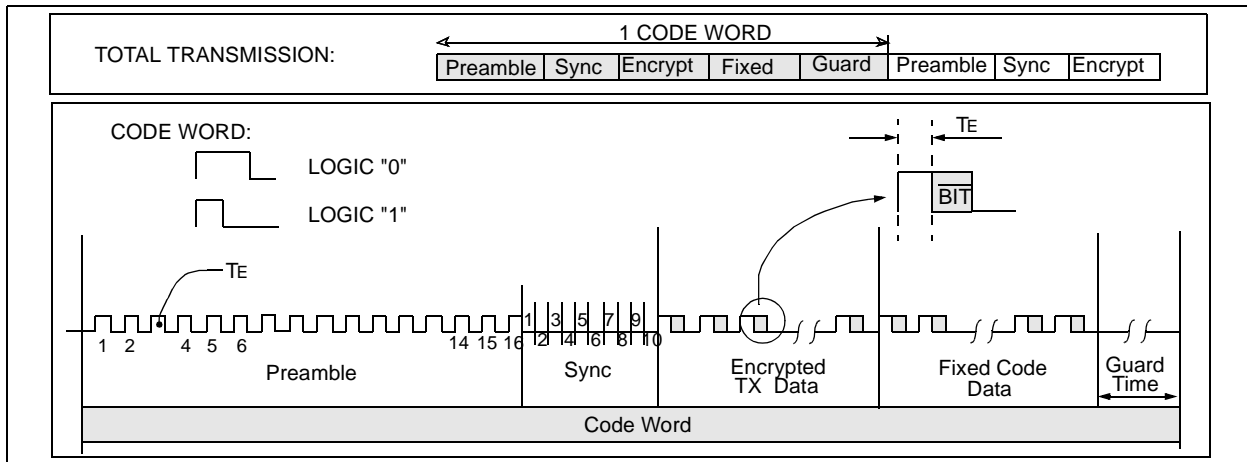 1 CODE WORD
TOTAL TRANSMISSION:
Preamble Sync Encrypt Fixed Guard Preamble Sync Encrypt
CODE WORD:
LOGIC "0"
LOGIC "1"
TE
BIT
TE
1 2 4 5 6 14 15 16
1 3 5 7 9
2 4 6 8 10
Preamble
Sync
Encrypted
TX Data
Fixed Code
Data
Guard
Time
Code Word